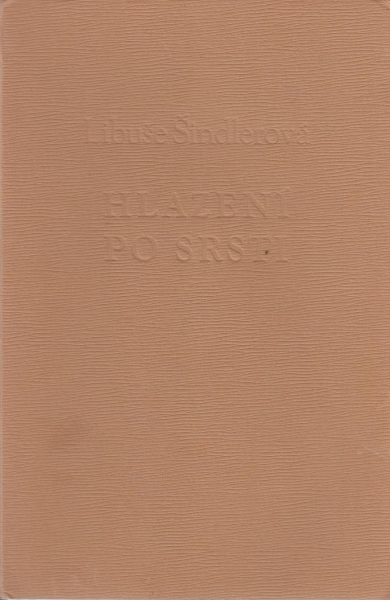 Libuše Šindlerová
HLAZENÍ
PO SRSTI